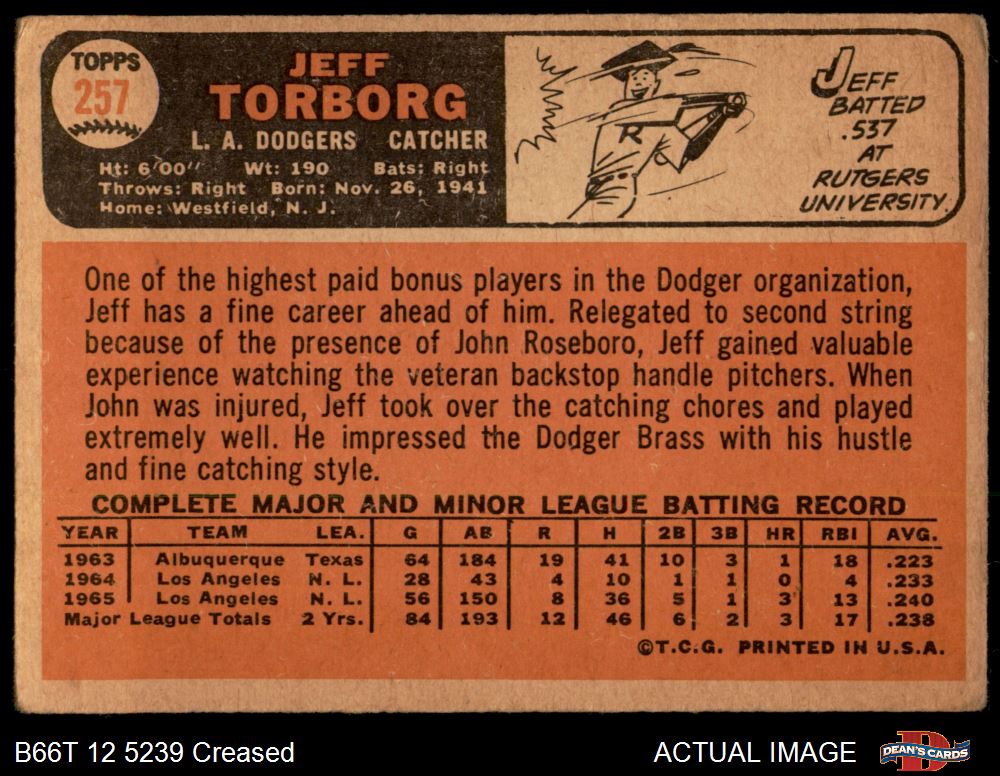 TOPPS
257
JEFF
TORBORG
L. A. DODGERS CATCHER
Ht: 6'00" Wt: 190 Bats: Right
Throws: Right Born: Nov. 26, 1941
Home: Westfield, N. J.
R
JEFF
BATTED
.537
AT
RUTGERS
UNIVERSITY.
One of the highest paid bonus players in the Dodger organization,
Jeff has a fine career ahead of him. Relegated to second string
because of the presence of John Roseboro, Jeff gained valuable
experience watching the veteran backstop handle pitchers. When
John was injured, Jeff took over the catching chores and played
extremely well. He impressed the Dodger Brass with his hustle
and fine catching style.
COMPLETE MAJOR AND MINOR LEAGUE BATTING RECORD
YEAR TEAM LEA. G AB R H 2B 3B HR RBI AVG.
1963 Albuquerque Texas 64 184 19 41 10 3 1 18 .223
1964 Los Angeles N. L. 28 43 4 10 1 1 0 4 .233
1965 Los Angeles N. L. 56 150 8 36 5 1 3 13 .240
Major League Totals 2 Yrs. 84 193 12 46 6 2 3 17 .238
©T.C.G. PRINTED IN U.S.A.
B66T 12 5239 Creased
ACTUAL IMAGE
D
DEAN'S CARDS